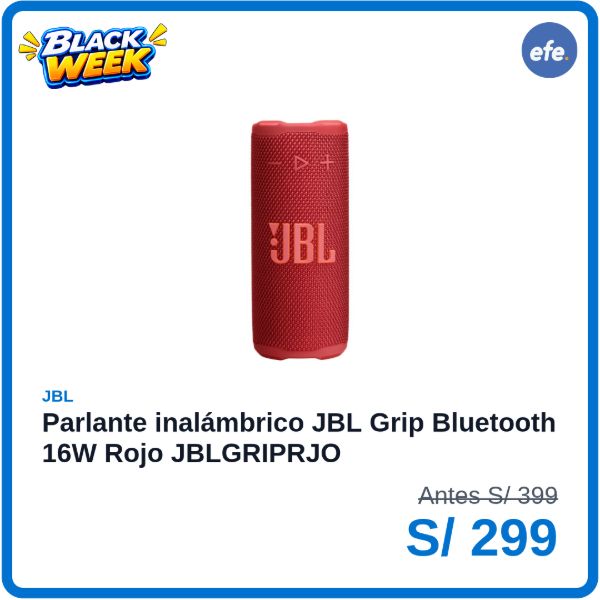 BLACK
WEEK
efe.
− ▷ +
JBL
JBL
Parlante inalámbrico JBL Grip Bluetooth
16W Rojo JBLGRIPRJO
Antes S/ 399
S/ 299